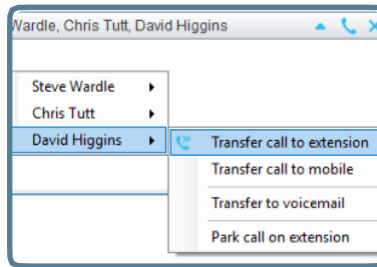 Wardle, Chris Tutt, David Higgins
Steve Wardle
Chris Tutt
David Higgins
Transfer call to extension
Transfer call to mobile
Transfer to voicemail
Park call on extension